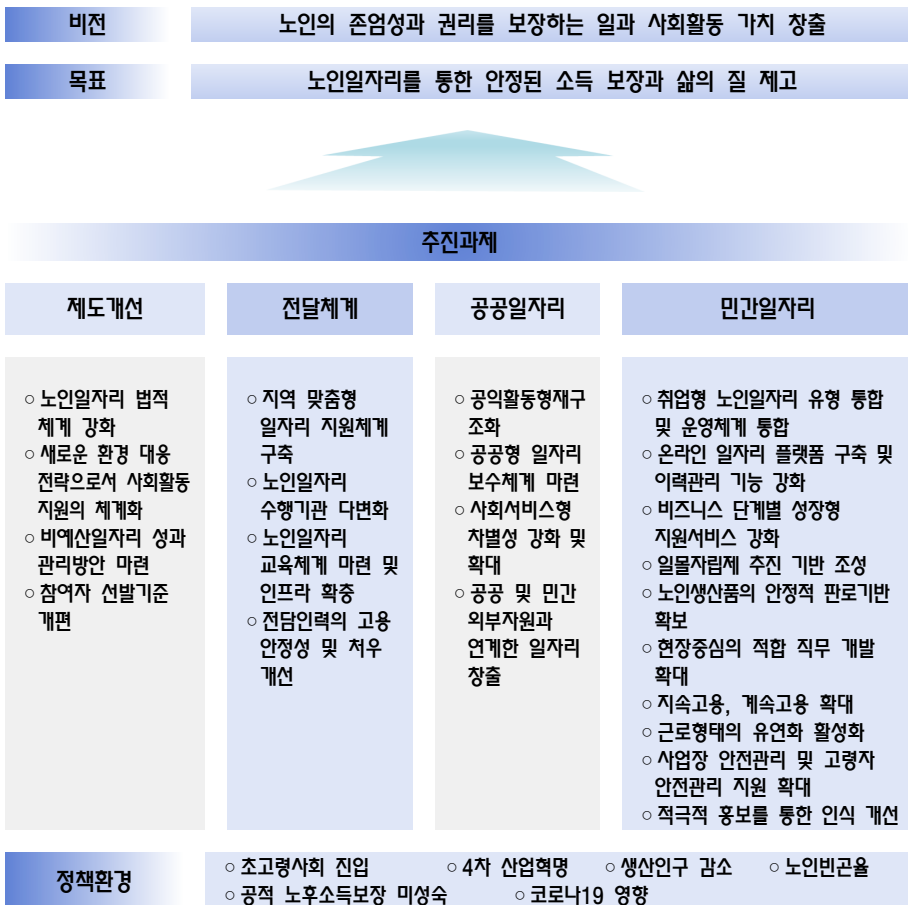 비전
노인의 존엄성과 권리를 보장하는 일과 사회활동 가치 창출
목표
노인일자리를 통한 안정된 소득 보장과 삶의 질 제고
추진과제
제도개선
○ 노인일자리 법적
체계 강화
○ 새로운 환경 대응
전략으로서 사회활동
지원의 체계화
○ 비예산일자리 성과
관리방안 마련
○ 참여자 선발기준
개편
전달체계
○ 지역 맞춤형
일자리 지원체계
구축
○ 노인일자리
수행기관 다변화
○ 노인일자리
교육체계 마련 및
인프라 확충
○ 전담인력의 고용
안정성 및 처우
개선
공공일자리
○ 공익활동형재구
조화
○ 공공형 일자리
보수체계 마련
○ 사회서비스형
차별성 강화 및
확대
○ 공공 및 민간
외부자원과
연계한 일자리
창출
민간일자리
○ 취업형 노인일자리 유형 통합
및 운영체계 통합
○ 온라인 일자리 플랫폼 구축 및
이력관리 기능 강화
○ 비즈니스 단계별 성장형
지원서비스 강화
○ 일몰자립제 추진 기반 조성
○ 노인생산품의 안정적 판로기반
확보
○ 현장중심의 적합 직무 개발
확대
○ 지속고용, 계속고용 확대
○ 근로형태의 유연화 활성화
○ 사업장 안전관리 및 고령자
안전관리 지원 확대
○ 적극적 홍보를 통한 인식 개선
정책환경
○ 초고령사회 진입 ○ 4차 산업혁명 ○ 생산인구 감소 ○ 노인빈곤율
○ 공적 노후소득보장 미성숙 ○ 코로나19 영향